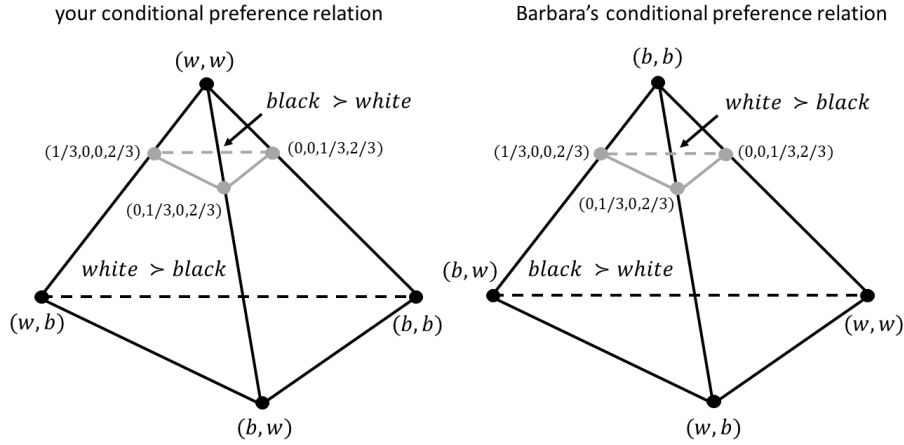 your conditional preference relation
(w, w)
black ≻ white
(1/3,0,0,2/3)
(0,0,1/3,2/3)
(0,1/3,0,2/3)
white ≻ black
(w, b)
(b, b)
(b, w)
Barbara's conditional preference relation
(b, b)
white ≻ black
(1/3,0,0,2/3)
(0,0,1/3,2/3)
(0,1/3,0,2/3)
(b, w)
black ≻ white
(w, w)
(w, b)